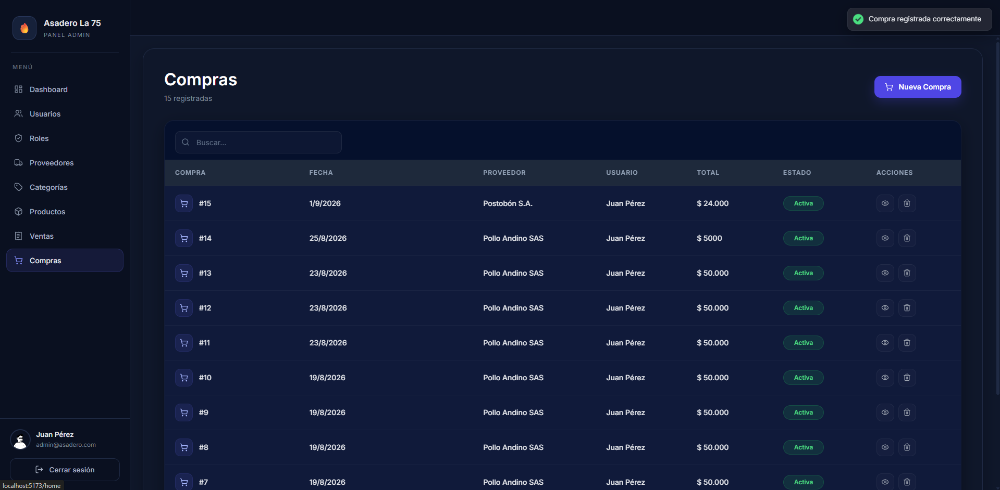 Asadero La 75
PANEL ADMIN
MENÚ
Dashboard
Usuarios
Roles
Proveedores
Categorías
Productos
Ventas
Compras
Juan Pérez
admin@asadero.com
Cerrar sesión
localhost:5173/home
Compra registrada correctamente
Compras
15 registradas
Nueva Compra
Buscar...
COMPRA FECHA PROVEEDOR USUARIO TOTAL ESTADO ACCIONES
#15 1/9/2026 Postobón S.A. Juan Pérez $ 24.000 Activa
#14 25/8/2026 Pollo Andino SAS Juan Pérez $ 5000 Activa
#13 23/8/2026 Pollo Andino SAS Juan Pérez $ 50.000 Activa
#12 23/8/2026 Pollo Andino SAS Juan Pérez $ 50.000 Activa
#11 23/8/2026 Pollo Andino SAS Juan Pérez $ 50.000 Activa
#10 19/8/2026 Pollo Andino SAS Juan Pérez $ 50.000 Activa
#9 19/8/2026 Pollo Andino SAS Juan Pérez $ 50.000 Activa
#8 19/8/2026 Pollo Andino SAS Juan Pérez $ 50.000 Activa
#7 19/8/2026 Pollo Andino SAS Juan Pérez $ 50.000 Activa